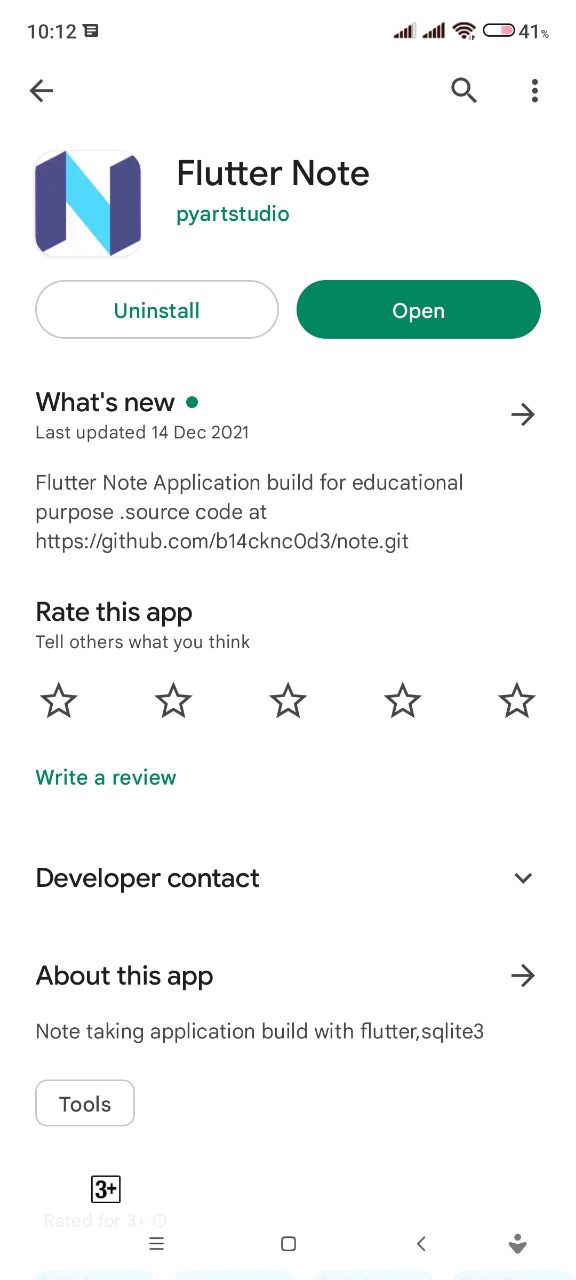 10:12
41%
Flutter Note
pyartstudio
Uninstall
Open
What's new
Last updated 14 Dec 2021
Flutter Note Application build for educational
purpose .source code at
https://github.com/b14cknc0d3/note.git
Rate this app
Tell others what you think
Write a review
Developer contact
About this app
Note taking application build with flutter,sqlite3
Tools
3+
Rated for 3+